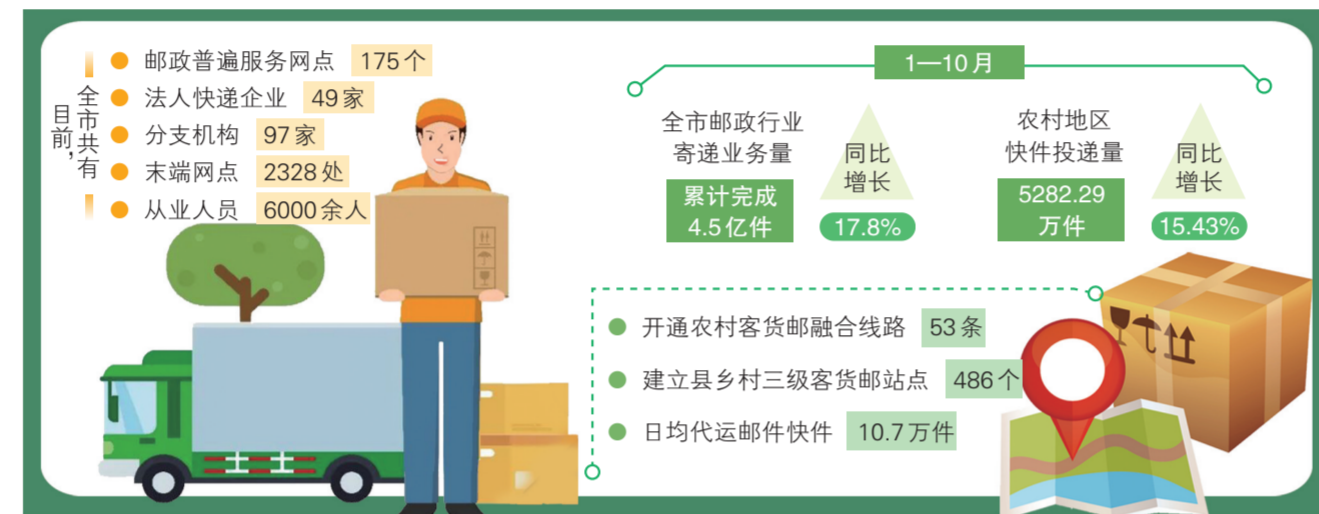 目前，
全市共有
邮政普遍服务网点 175个
法人快递企业 49家
分支机构 97家
末端网点 2328处
从业人员 6000余人
1—10月
全市邮政行业
寄递业务量
累计完成
4.5亿件
同比
增长
17.8%
农村地区
快件投递量
5282.29
万件
同比
增长
15.43%
开通农村客货邮融合线路 53条
建立县乡村三级客货邮站点 486个
日均代运邮件快件 10.7万件